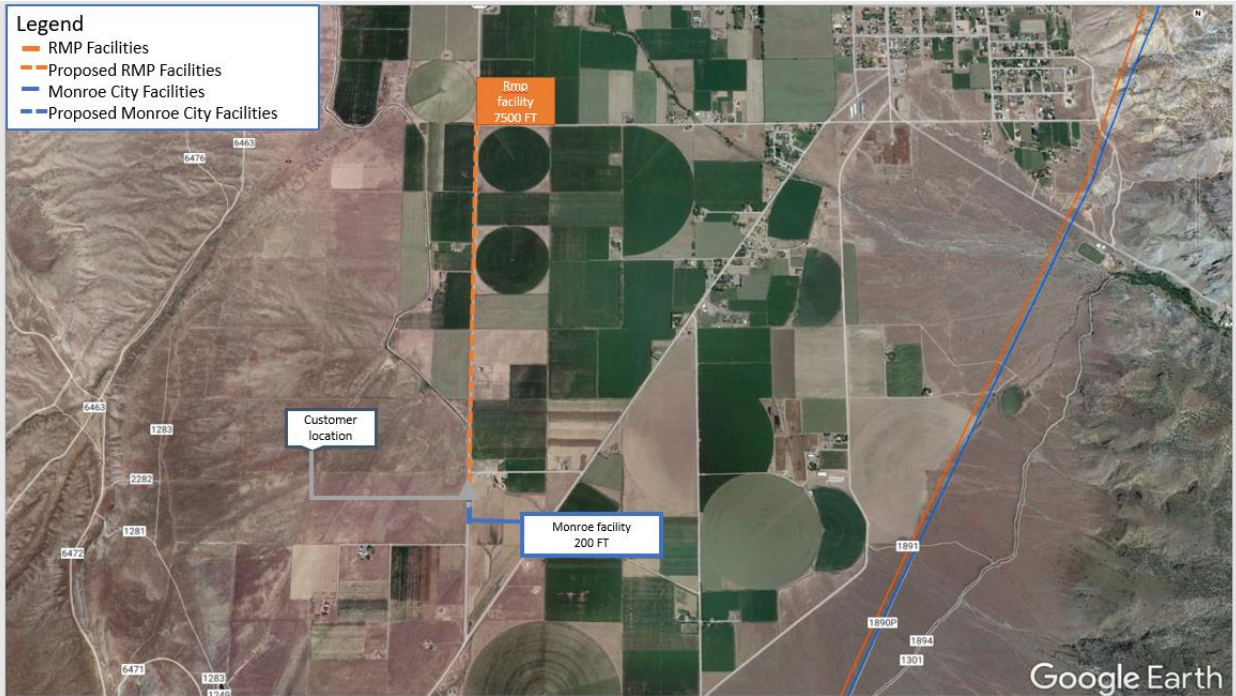 Legend
RMP Facilities
Proposed RMP Facilities
Monroe City Facilities
Proposed Monroe City Facilities
N
Rmp
facility
7500 FT
6463
6476
6463
Customer
location
1283
2282
1281
6472
Monroe facility
200 FT
1891
1890P
1894
1301
6471
1283
Google Earth